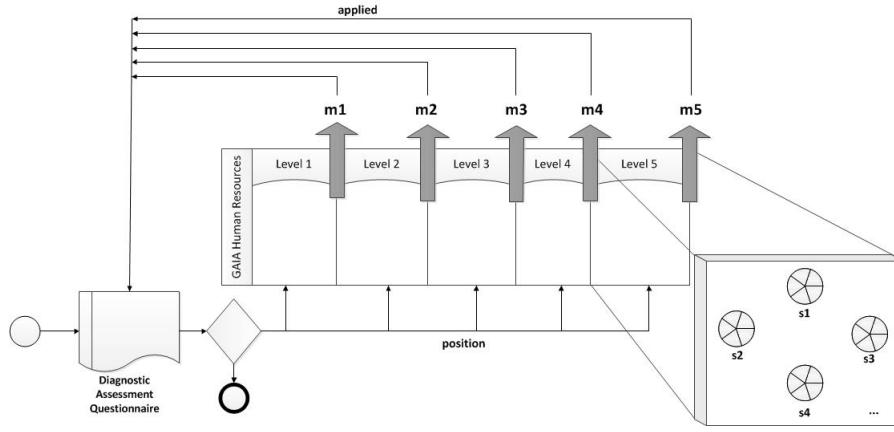 applied
m1
m2
m3
m4
m5
GAIA Human Resources
Level 1
Level 2
Level 3
Level 4
Level 5
s1
s2
s3
s4
...
position
Diagnostic
Assessment
Questionnaire